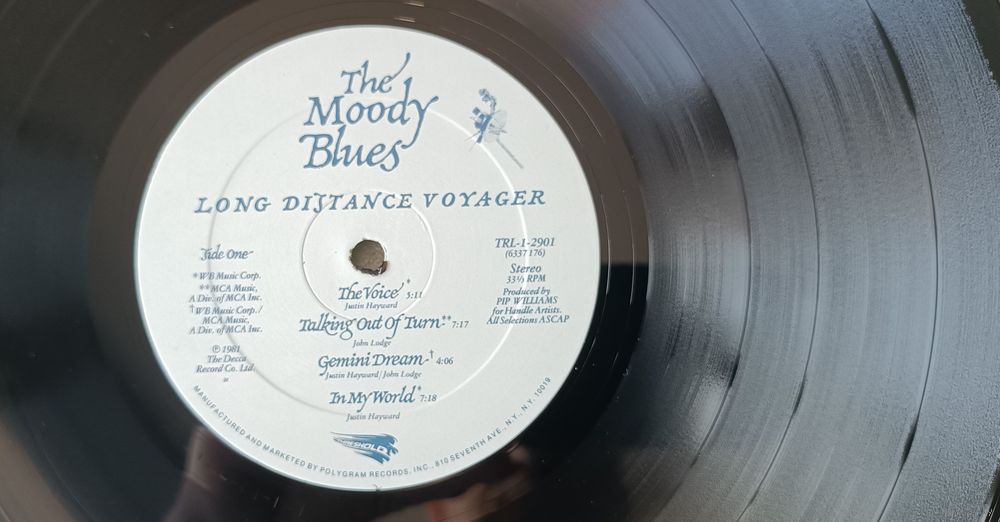 The
Moody
Blues
LONG DISTANCE VOYAGER
Side One
* WB Music Corp.
** MCA Music,
A Div. of MCA Inc.
† WB Music Corp./
MCA Music,
A Div. of MCA Inc.
℗ 1981
The Decca
Record Co. Ltd.
TRL-1-2901
(6337 176)
Stereo
33⅓ RPM
Produced by
PIP WILLIAMS
for Handle Artists.
All Selections ASCAP
The Voice* 5:11
Justin Hayward
Talking Out Of Turn-** 7:17
John Lodge
Gemini Dream-† 4:06
Justin Hayward/John Lodge
In My World* 7:18
Justin Hayward
THRESHOLD
MANUFACTURED AND MARKETED BY POLYGRAM RECORDS, INC., 810 SEVENTH AVE., N.Y., N.Y. 10019